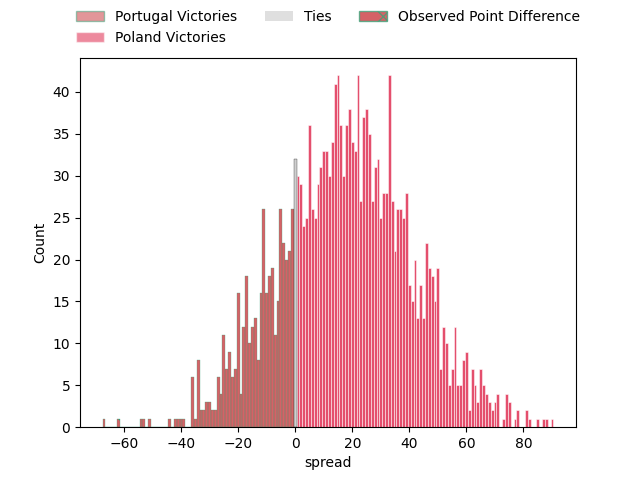 Portugal Victories
Poland Victories
Ties
Observed Point Difference
Count
40
35
30
25
20
15
10
5
0
−60
−40
−20
0
20
40
60
80
spread